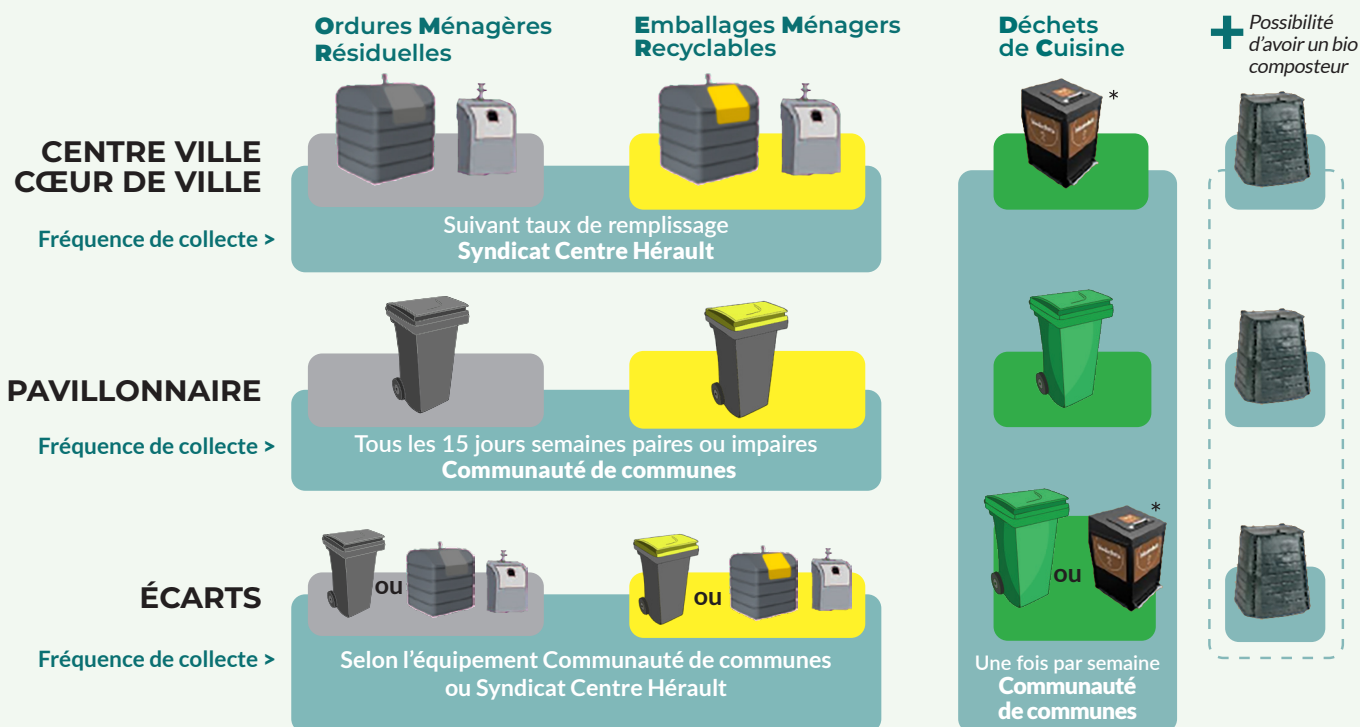 Ordures Ménagères
Résiduelles
Emballages Ménagers
Recyclables
Déchets
de Cuisine
+ Possibilité
d'avoir un bio
composteur
*
CENTRE VILLE
CŒUR DE VILLE
Fréquence de collecte >
Suivant taux de remplissage
Syndicat Centre Hérault
PAVILLONNAIRE
Fréquence de collecte >
Tous les 15 jours semaines paires ou impaires
Communauté de communes
ÉCARTS
ou
ou
ou
*
Fréquence de collecte >
Selon l'équipement Communauté de communes
ou Syndicat Centre Hérault
Une fois par semaine
Communauté
de communes